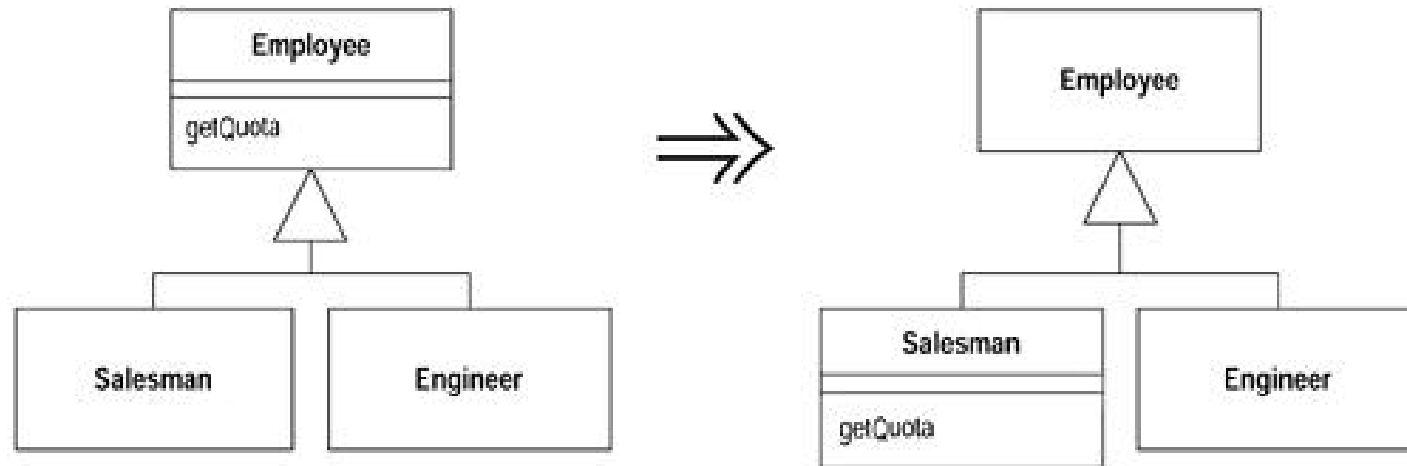 Employee
getQuota
Salesman
Engineer
Employee
Salesman
getQuota
Engineer